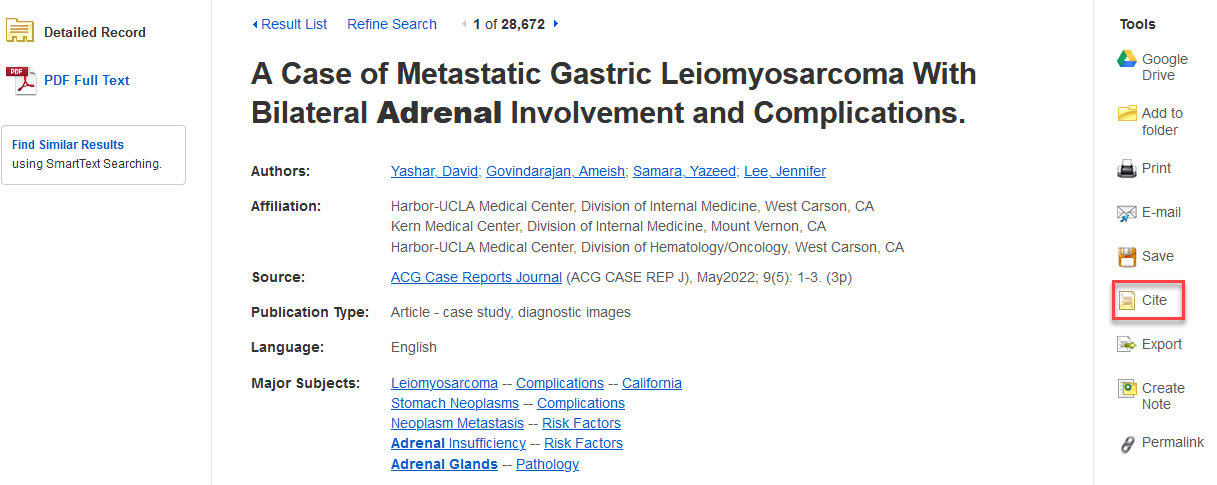 Detailed Record
PDF
PDF Full Text
Find Similar Results
using SmartText Searching.
Result List Refine Search 1 of 28,672
A Case of Metastatic Gastric Leiomyosarcoma With
Bilateral Adrenal Involvement and Complications.
Authors: Yashar, David; Govindarajan, Ameish; Samara, Yazeed; Lee, Jennifer
Affiliation: Harbor-UCLA Medical Center, Division of Internal Medicine, West Carson, CA
Kern Medical Center, Division of Internal Medicine, Mount Vernon, CA
Harbor-UCLA Medical Center, Division of Hematology/Oncology, West Carson, CA
Source: ACG Case Reports Journal (ACG CASE REP J), May2022; 9(5): 1-3. (3p)
Publication Type: Article - case study, diagnostic images
Language: English
Major Subjects: Leiomyosarcoma -- Complications -- California
Stomach Neoplasms -- Complications
Neoplasm Metastasis -- Risk Factors
Adrenal Insufficiency -- Risk Factors
Adrenal Glands -- Pathology
Tools
Google
Drive
Add to
folder
Print
E-mail
Save
Cite
Export
Create
Note
Permalink